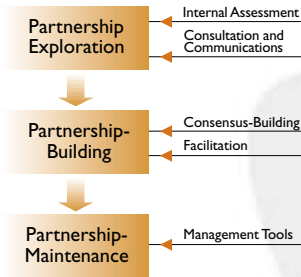 Partnership
Exploration
Internal Assessment
Consultation and
Communications
Partnership-
Building
Consensus-Building
Facilitation
Partnership-
Maintenance
Management Tools